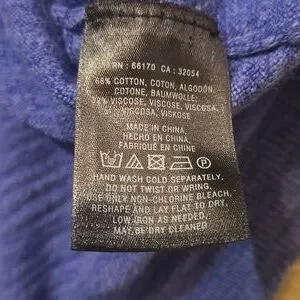 RN : 66170 CA : 32054
68% COTTON, COTON, ALGODÓN,
COTONE, BAUMWOLLE.
32% VISCOSE, VISCOSE, VISCOSA,
VISCOSA, VISKOSE
MADE IN CHINA,
HECHO EN CHINA,
FABRIQUÉ EN CHINE
HAND WASH COLD SEPARATELY,
DO NOT TWIST OR WRING,
USE ONLY NON-CHLORINE BLEACH,
RESHAPE AND LAY FLAT TO DRY,
LOW IRON AS NEEDED,
MAY BE DRY CLEANED